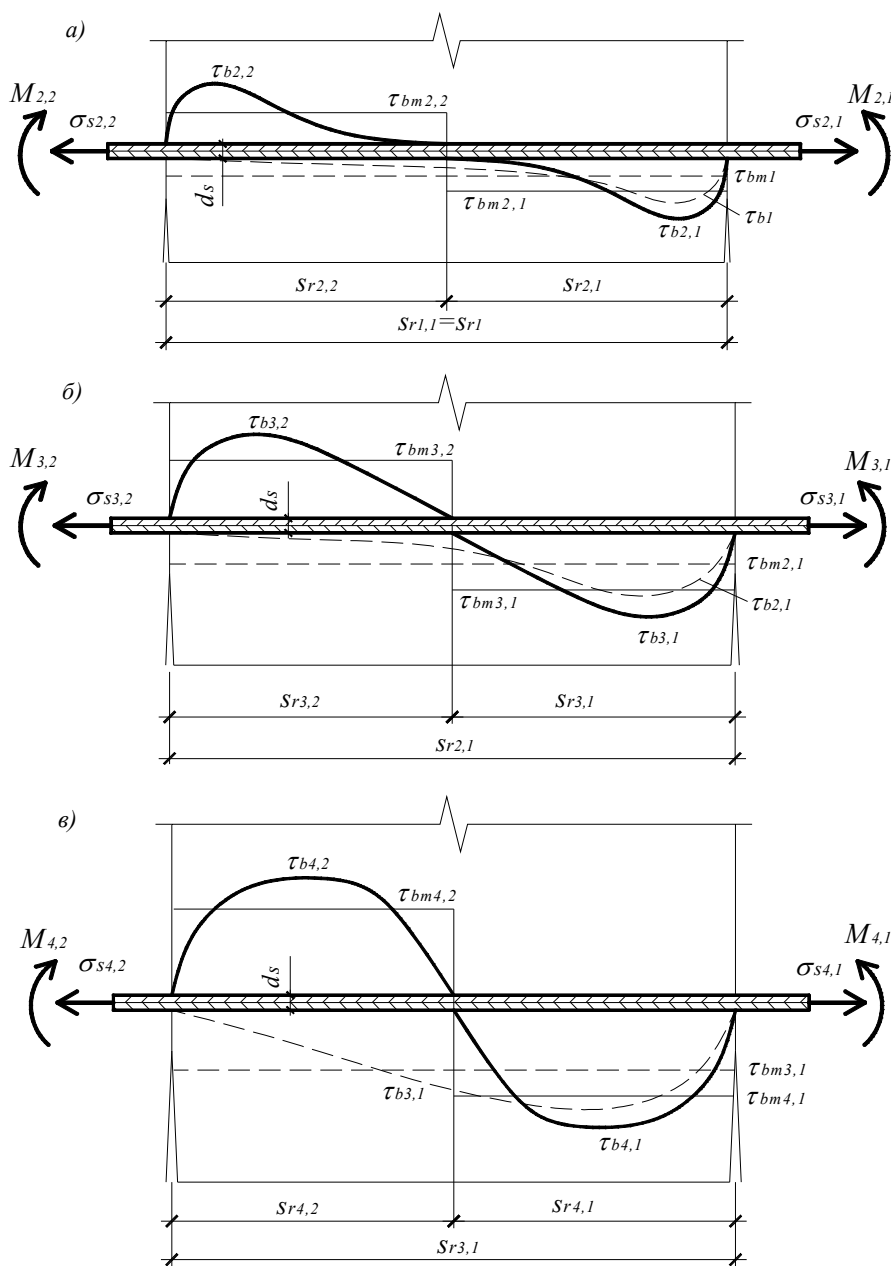 а)
τb2,2
M2,2
τbm2,2
M2,1
σs2,2
σs2,1
ds
τbm1
τbm2,1
τb1
τb2,1
sr2,2
sr2,1
sr1,1=sr1
б)
τb3,2
τbm3,2
M3,2
M3,1
σs3,2
ds
σs3,1
τbm2,1
τbm3,1
τb2,1
τb3,1
sr3,2
sr3,1
sr2,1
в)
τb4,2
τbm4,2
M4,2
M4,1
σs4,2
ds
σs4,1
τbm3,1
τb3,1
τbm4,1
τb4,1
sr4,2
sr4,1
sr3,1